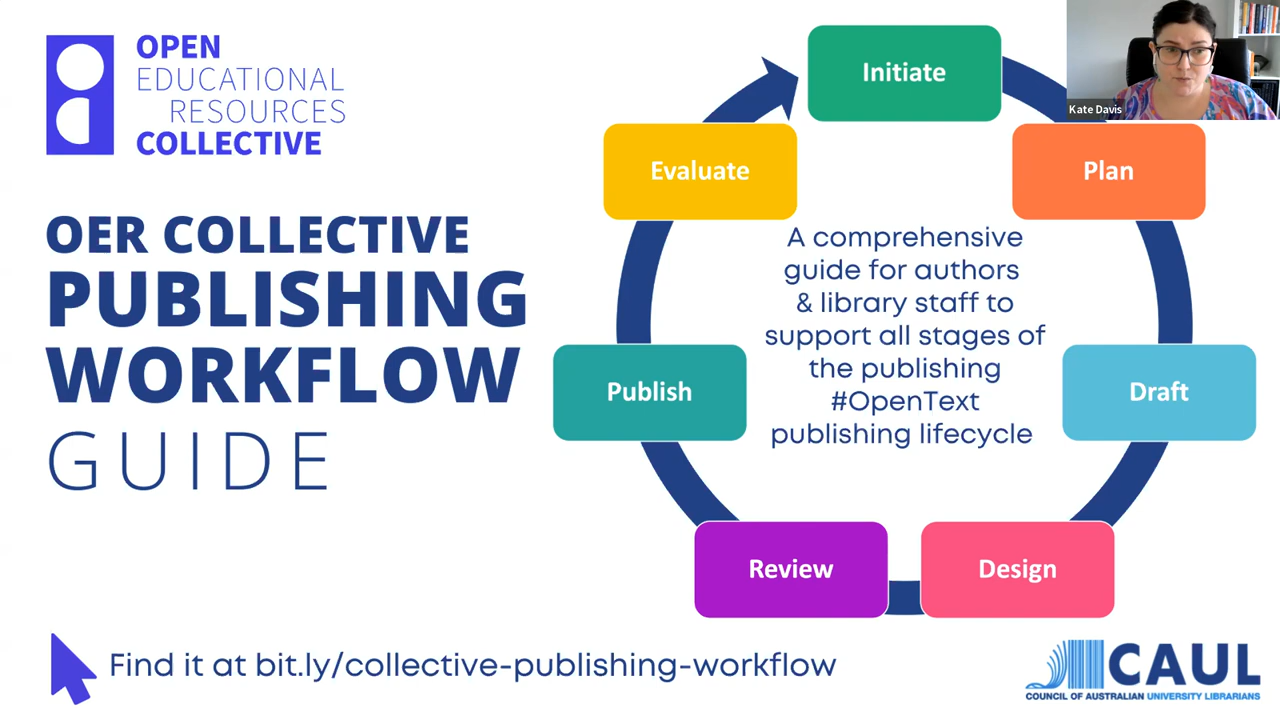 OPEN
EDUCATIONAL
RESOURCES
COLLECTIVE
OER COLLECTIVE
PUBLISHING
WORKFLOW
GUIDE
Initiate
Plan
Draft
Design
Review
Publish
Evaluate
A comprehensive
guide for authors
& library staff to
support all stages of
the publishing
#OpenText
publishing lifecycle
Kate Davis
Find it at bit.ly/collective-publishing-workflow
CAUL
COUNCIL OF AUSTRALIAN UNIVERSITY LIBRARIANS